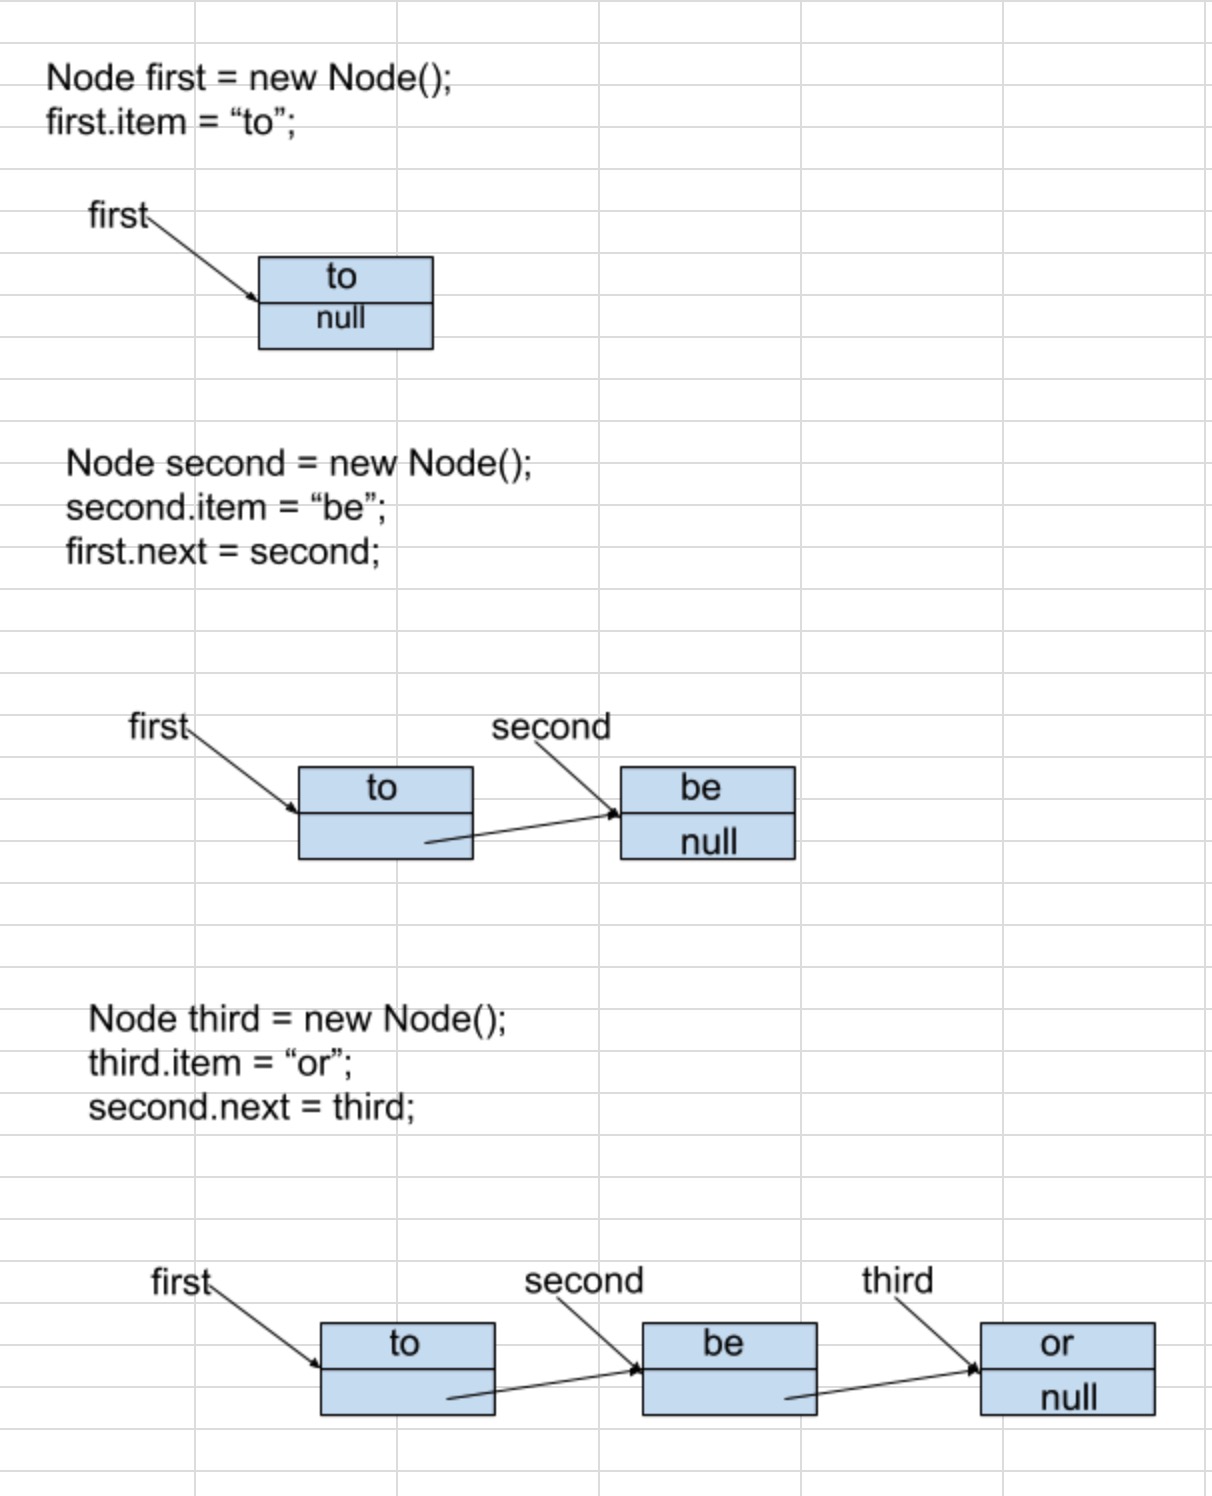 Node first = new Node();
first.item = “to”;
first
to
null
Node second = new Node();
second.item = “be”;
first.next = second;
first second
to be
null
Node third = new Node();
third.item = “or”;
second.next = third;
first second third
to be or
null